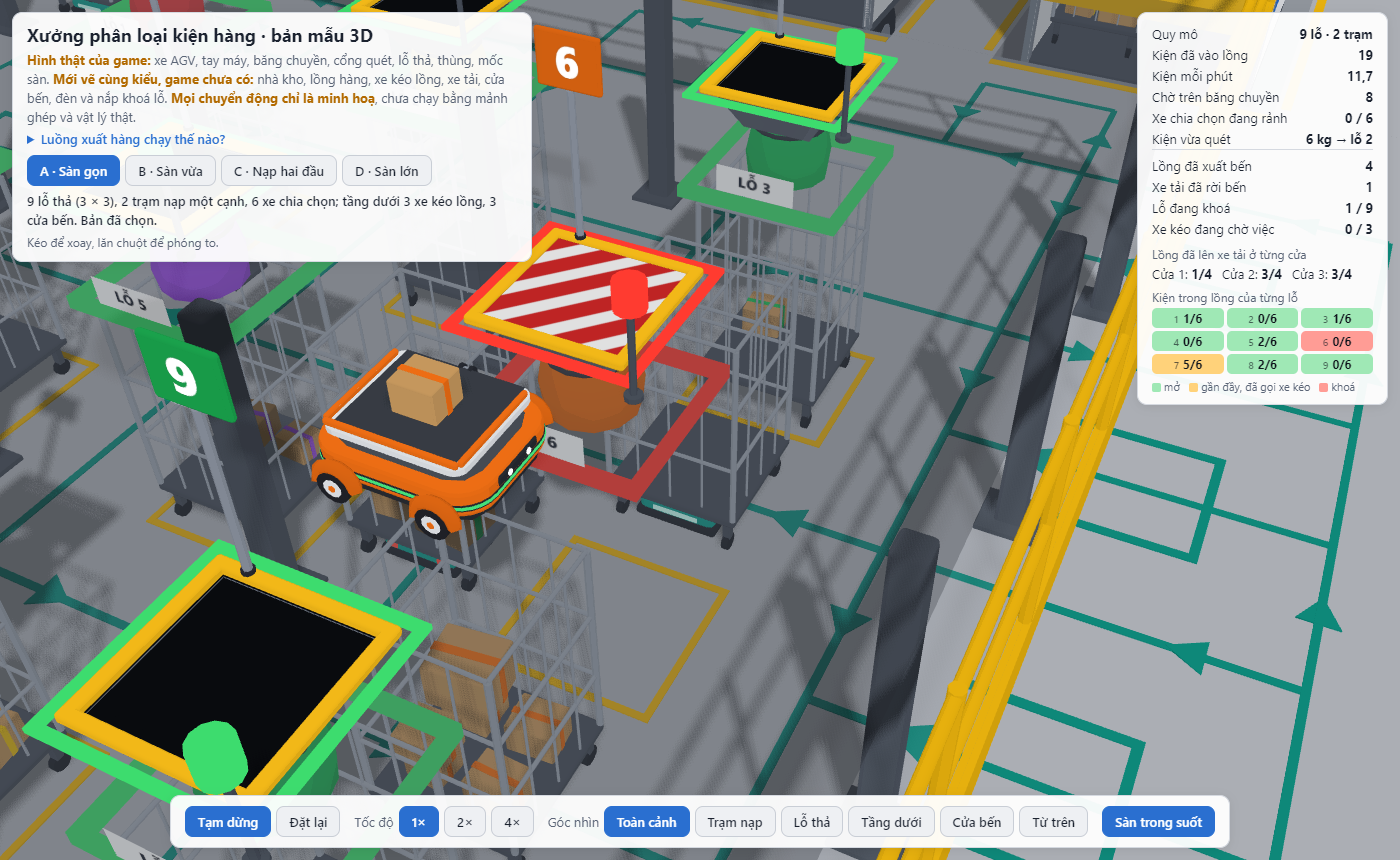 Xưởng phân loại kiện hàng · bản mẫu 3D
Hình thật của game: xe AGV, tay máy, băng chuyền, cổng quét, lỗ thả, thùng, mốc
sàn. Mới vẽ cùng kiểu, game chưa có: nhà kho, lồng hàng, xe kéo lồng, xe tải, cửa
bến, đèn và nắp khoá lỗ. Mọi chuyển động chỉ là minh hoạ, chưa chạy bằng mảnh
ghép và vật lý thật.
▶ Luồng xuất hàng chạy thế nào?
A · Sàn gọn
B · Sàn vừa
C · Nạp hai đầu
D · Sàn lớn
9 lỗ thả (3 × 3), 2 trạm nạp một cạnh, 6 xe chia chọn; tầng dưới 3 xe kéo lồng, 3
cửa bến. Bản đã chọn.
Kéo để xoay, lăn chuột để phóng to.
Quy mô 9 lỗ · 2 trạm
Kiện đã vào lồng 19
Kiện mỗi phút 11,7
Chờ trên băng chuyền 8
Xe chia chọn đang rảnh 0 / 6
Kiện vừa quét 6 kg → lỗ 2
Lồng đã xuất bến 4
Xe tải đã rời bến 1
Lỗ đang khoá 1 / 9
Xe kéo đang chờ việc 0 / 3
Lồng đã lên xe tải ở từng cửa
Cửa 1: 1/4 Cửa 2: 3/4 Cửa 3: 3/4
Kiện trong lồng của từng lỗ
1 1/6 2 0/6 3 1/6
4 0/6 5 2/6 6 0/6
7 5/6 8 2/6 9 0/6
mở gần đầy, đã gọi xe kéo khoá
6
LỖ 3
LỖ 5
9
6
Tạm dừng
Đặt lại
Tốc độ
1×
2×
4×
Góc nhìn
Toàn cảnh
Trạm nạp
Lỗ thả
Tầng dưới
Cửa bến
Từ trên
Sàn trong suốt